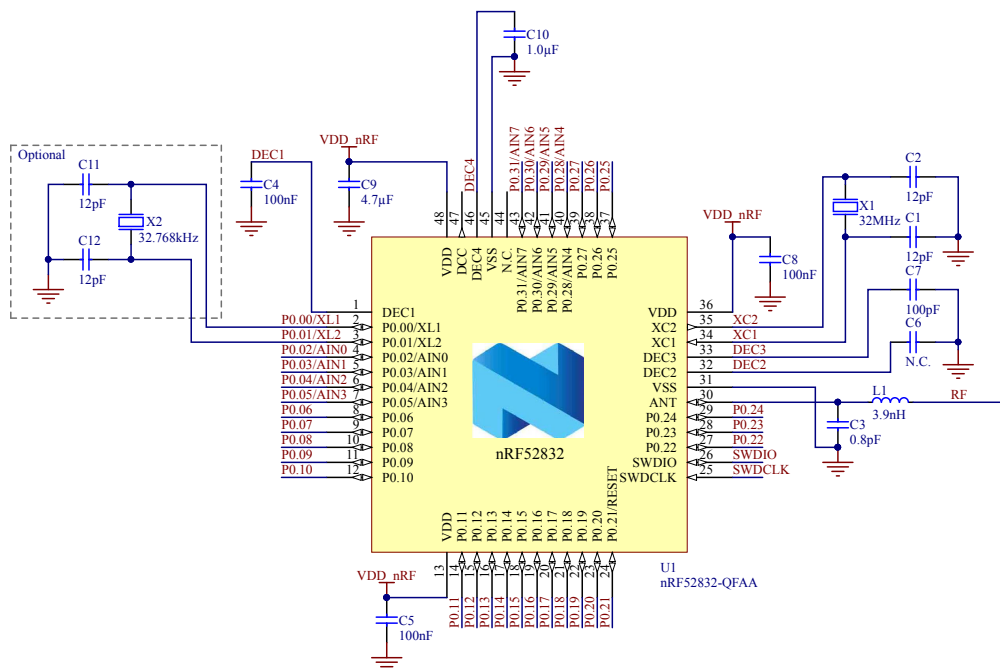 C10
1.0µF
Optional
C11
12pF
X2
32.768kHz
C12
12pF
DEC1
C4
100nF
VDD_nRF
C9
4.7µF
DEC4
P0.31/AIN7
P0.30/AIN6
P0.29/AIN5
P0.28/AIN4
P0.27
P0.26
P0.25
48
47
46
45
44
43
42
41
40
39
38
37
VDD
DCC
DEC4
VSS
N.C.
P0.31/AIN7
P0.30/AIN6
P0.29/AIN5
P0.28/AIN4
P0.27
P0.26
P0.25
VDD_nRF
C8
100nF
C2
12pF
X1
32MHz
C1
12pF
C7
100pF
C6
N.C.
1
DEC1
P0.00/XL1
2
P0.00/XL1
P0.01/XL2
3
P0.01/XL2
P0.02/AIN0
4
P0.02/AIN0
P0.03/AIN1
5
P0.03/AIN1
P0.04/AIN2
6
P0.04/AIN2
P0.05/AIN3
7
P0.05/AIN3
P0.06
8
P0.06
P0.07
9
P0.07
P0.08
10
P0.08
P0.09
11
P0.09
P0.10
12
P0.10
nRF52832
VDD
36
XC2
35
XC2
XC1
34
XC1
DEC3
33
DEC3
DEC2
32
DEC2
VSS
31
ANT
30
P0.24
29
P0.24
P0.23
28
P0.23
P0.22
27
P0.22
SWDIO
26
SWDIO
SWDCLK
25
SWDCLK
L1
3.9nH
RF
C3
0.8pF
VDD
P0.11
P0.12
P0.13
P0.14
P0.15
P0.16
P0.17
P0.18
P0.19
P0.20
P0.21/RESET
13
14
15
16
17
18
19
20
21
22
23
24
P0.11
P0.12
P0.13
P0.14
P0.15
P0.16
P0.17
P0.18
P0.19
P0.20
P0.21
VDD_nRF
C5
100nF
U1
nRF52832-QFAA